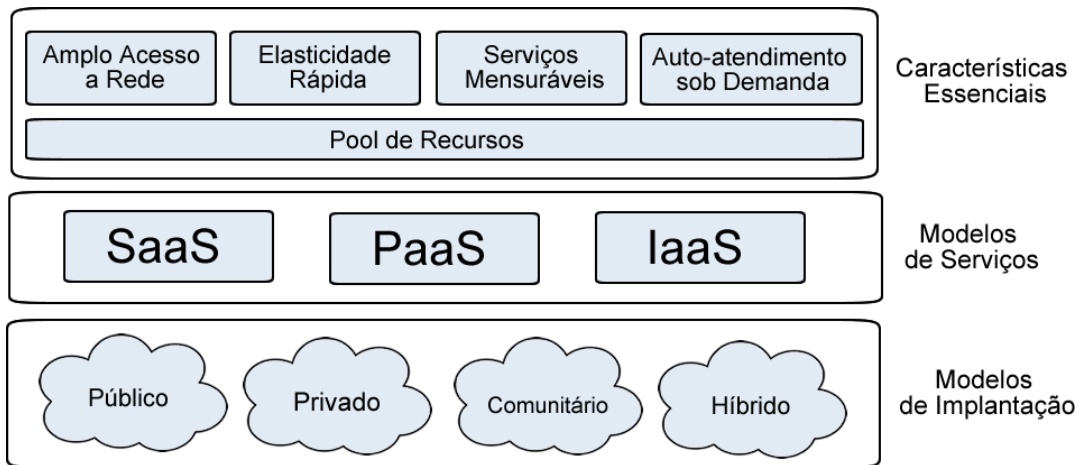 Amplo Acesso
a Rede
Elasticidade
Rápida
Serviços
Mensuráveis
Auto-atendimento
sob Demanda
Pool de Recursos
Características
Essenciais
SaaS
PaaS
IaaS
Modelos
de Serviços
Público
Privado
Comunitário
Híbrido
Modelos
de Implantação